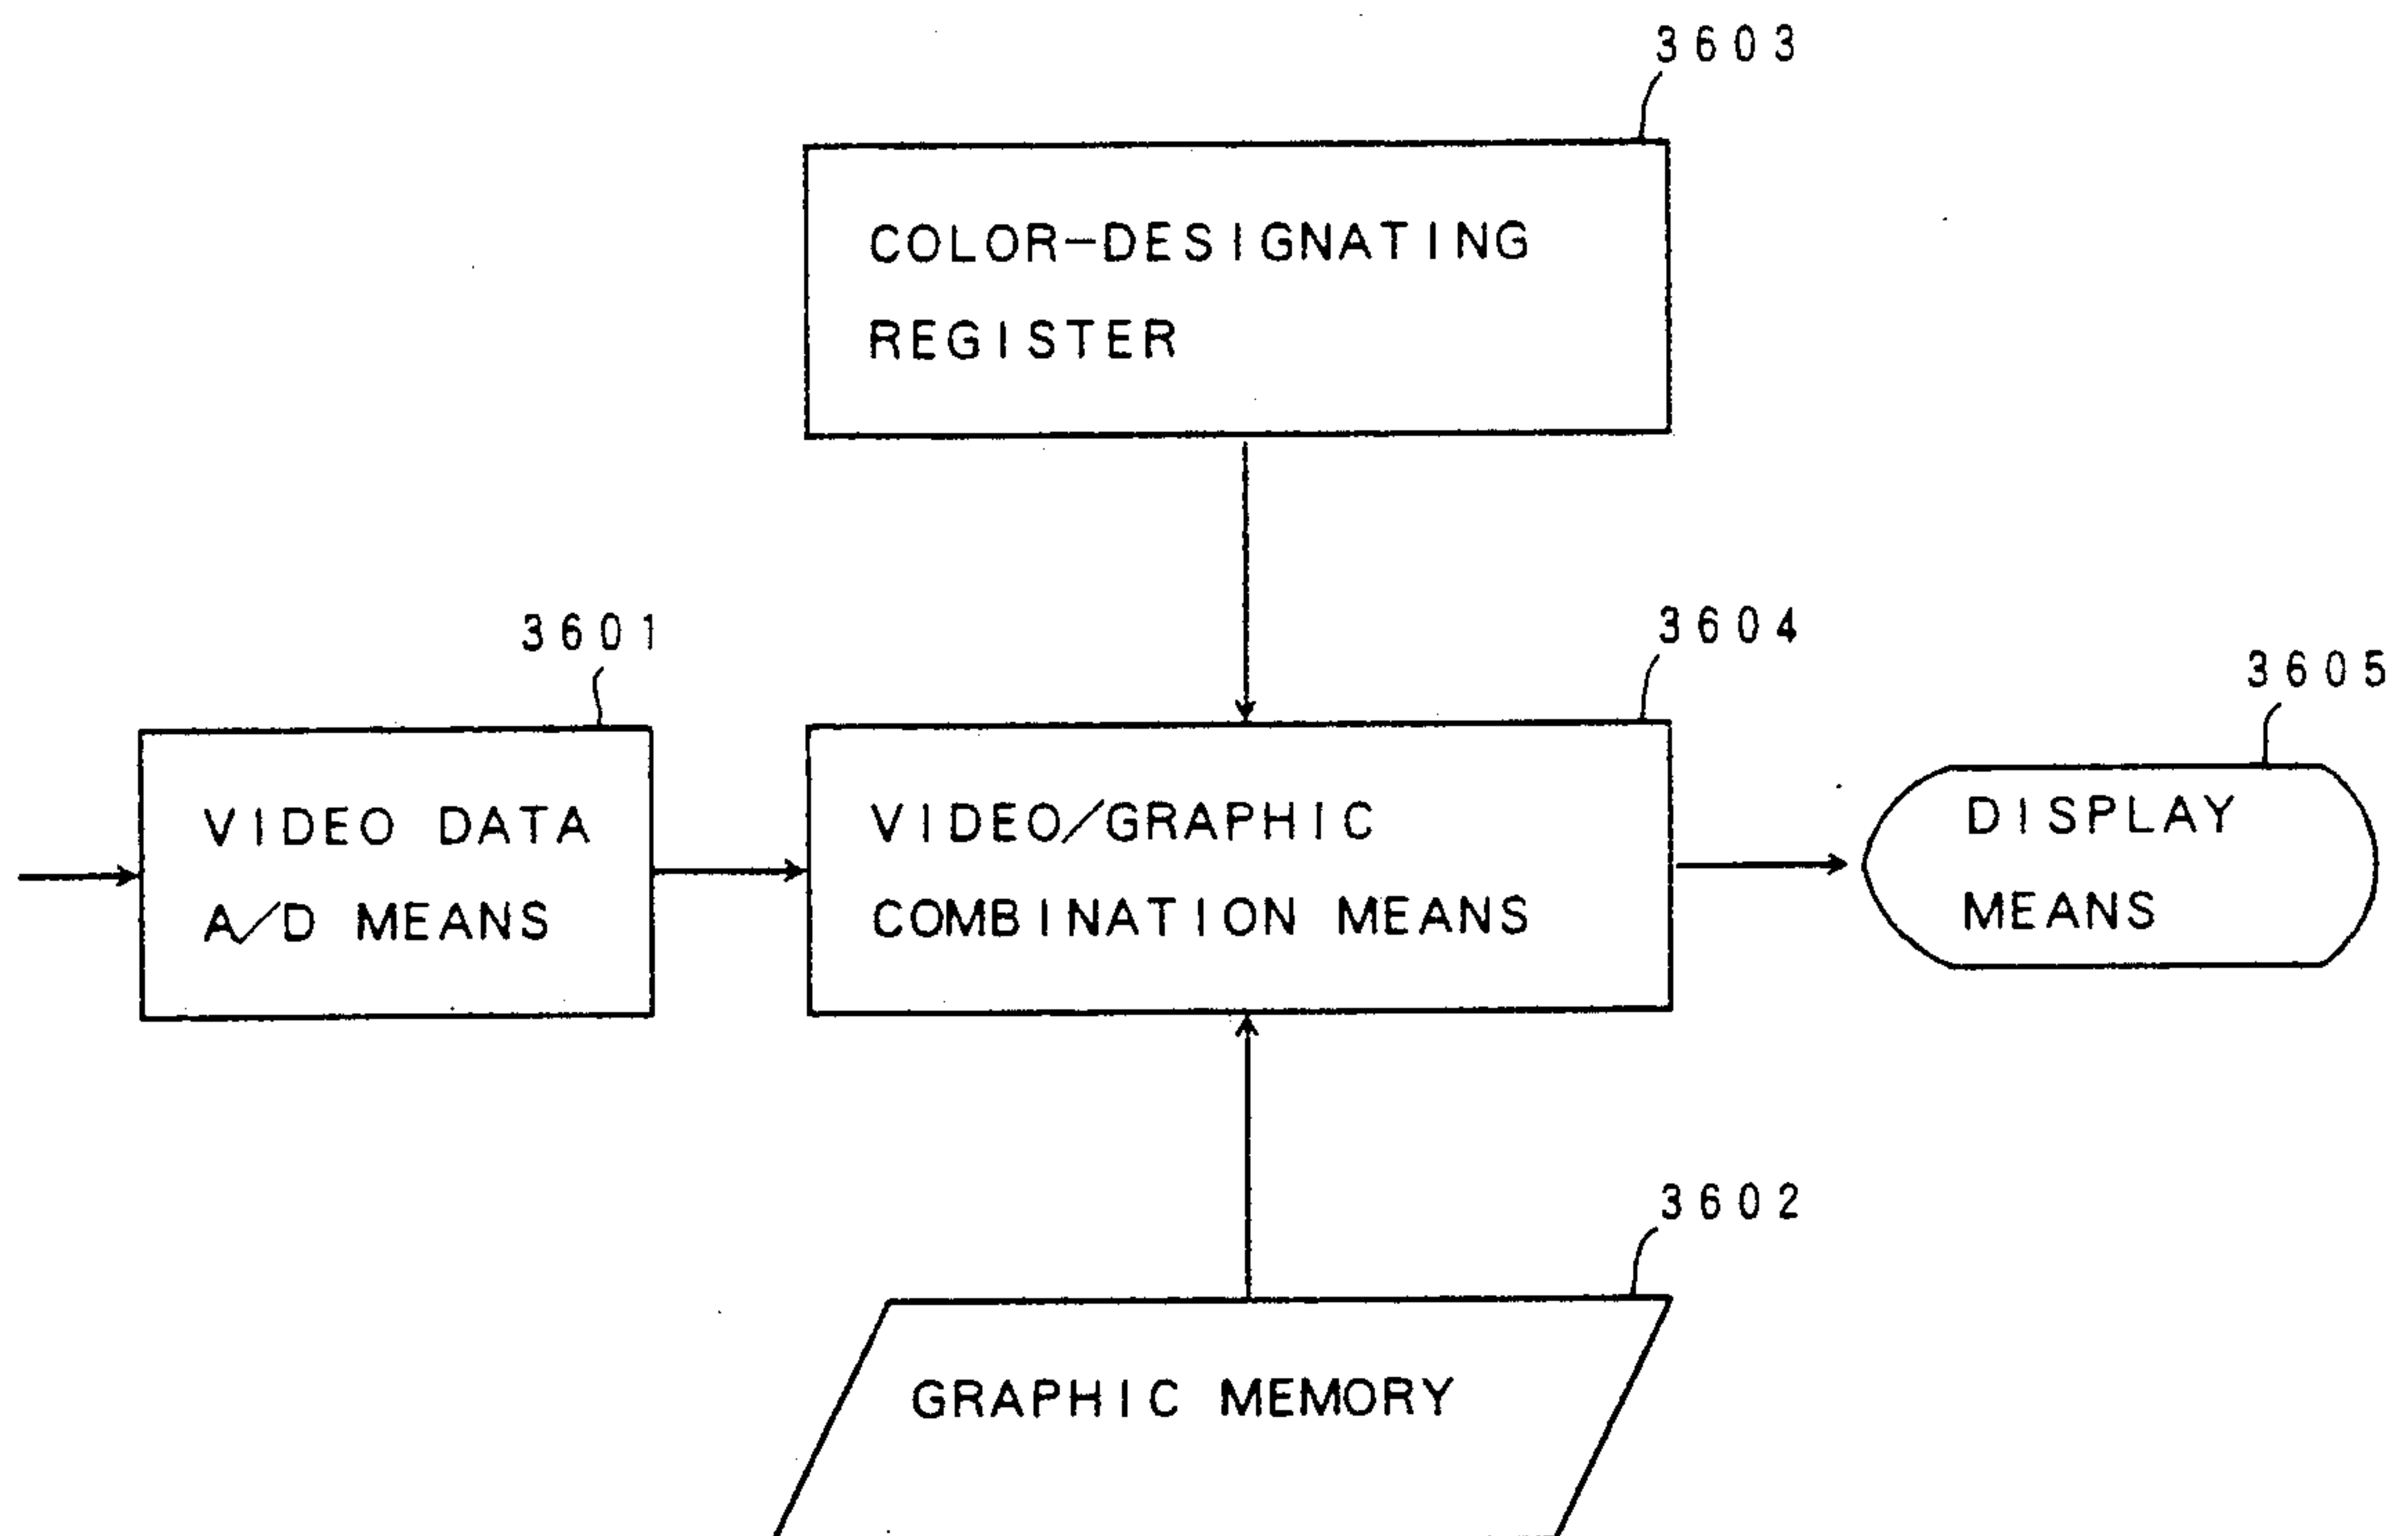 3603
COLOR-DESIGNATING
REGISTER
3601
3604
3605
VIDEO DATA
A/D MEANS
VIDEO/GRAPHIC
COMBINATION MEANS
DISPLAY
MEANS
3602
GRAPHIC MEMORY